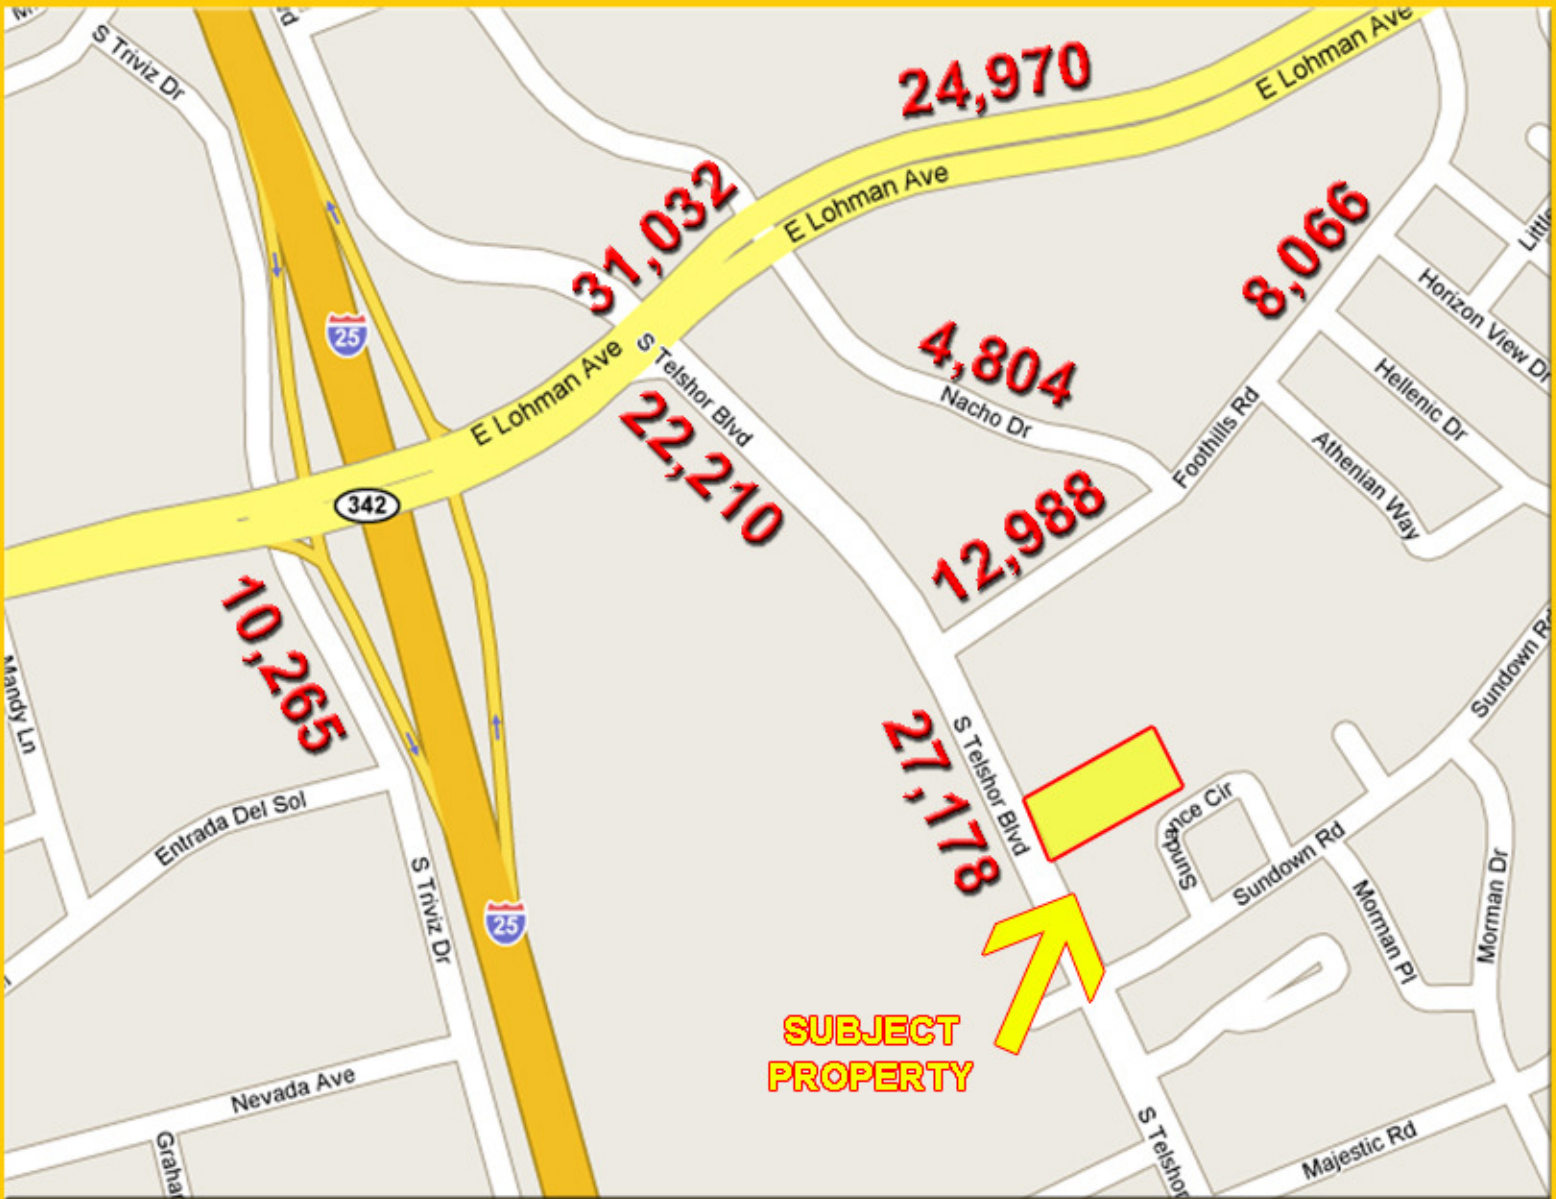 S Triviz Dr
24,970
E Lohman Ave
31,032
E Lohman Ave
8,066
25
S Telshor Blvd
E Lohman Ave
4,804
Nacho Dr
Horizon View Dr
Hellenic Dr
Foothills Rd
Athenian Way
22,210
342
12,988
10,265
Mandy Ln
Sundown Rd
27,178
S Telshor Blvd
Entrada Del Sol
Sundance Cir
Sundown Rd
S Triviz Dr
25
Morman Pl
Morman Dr
SUBJECT
PROPERTY
Nevada Ave
S Telshor
Majestic Rd